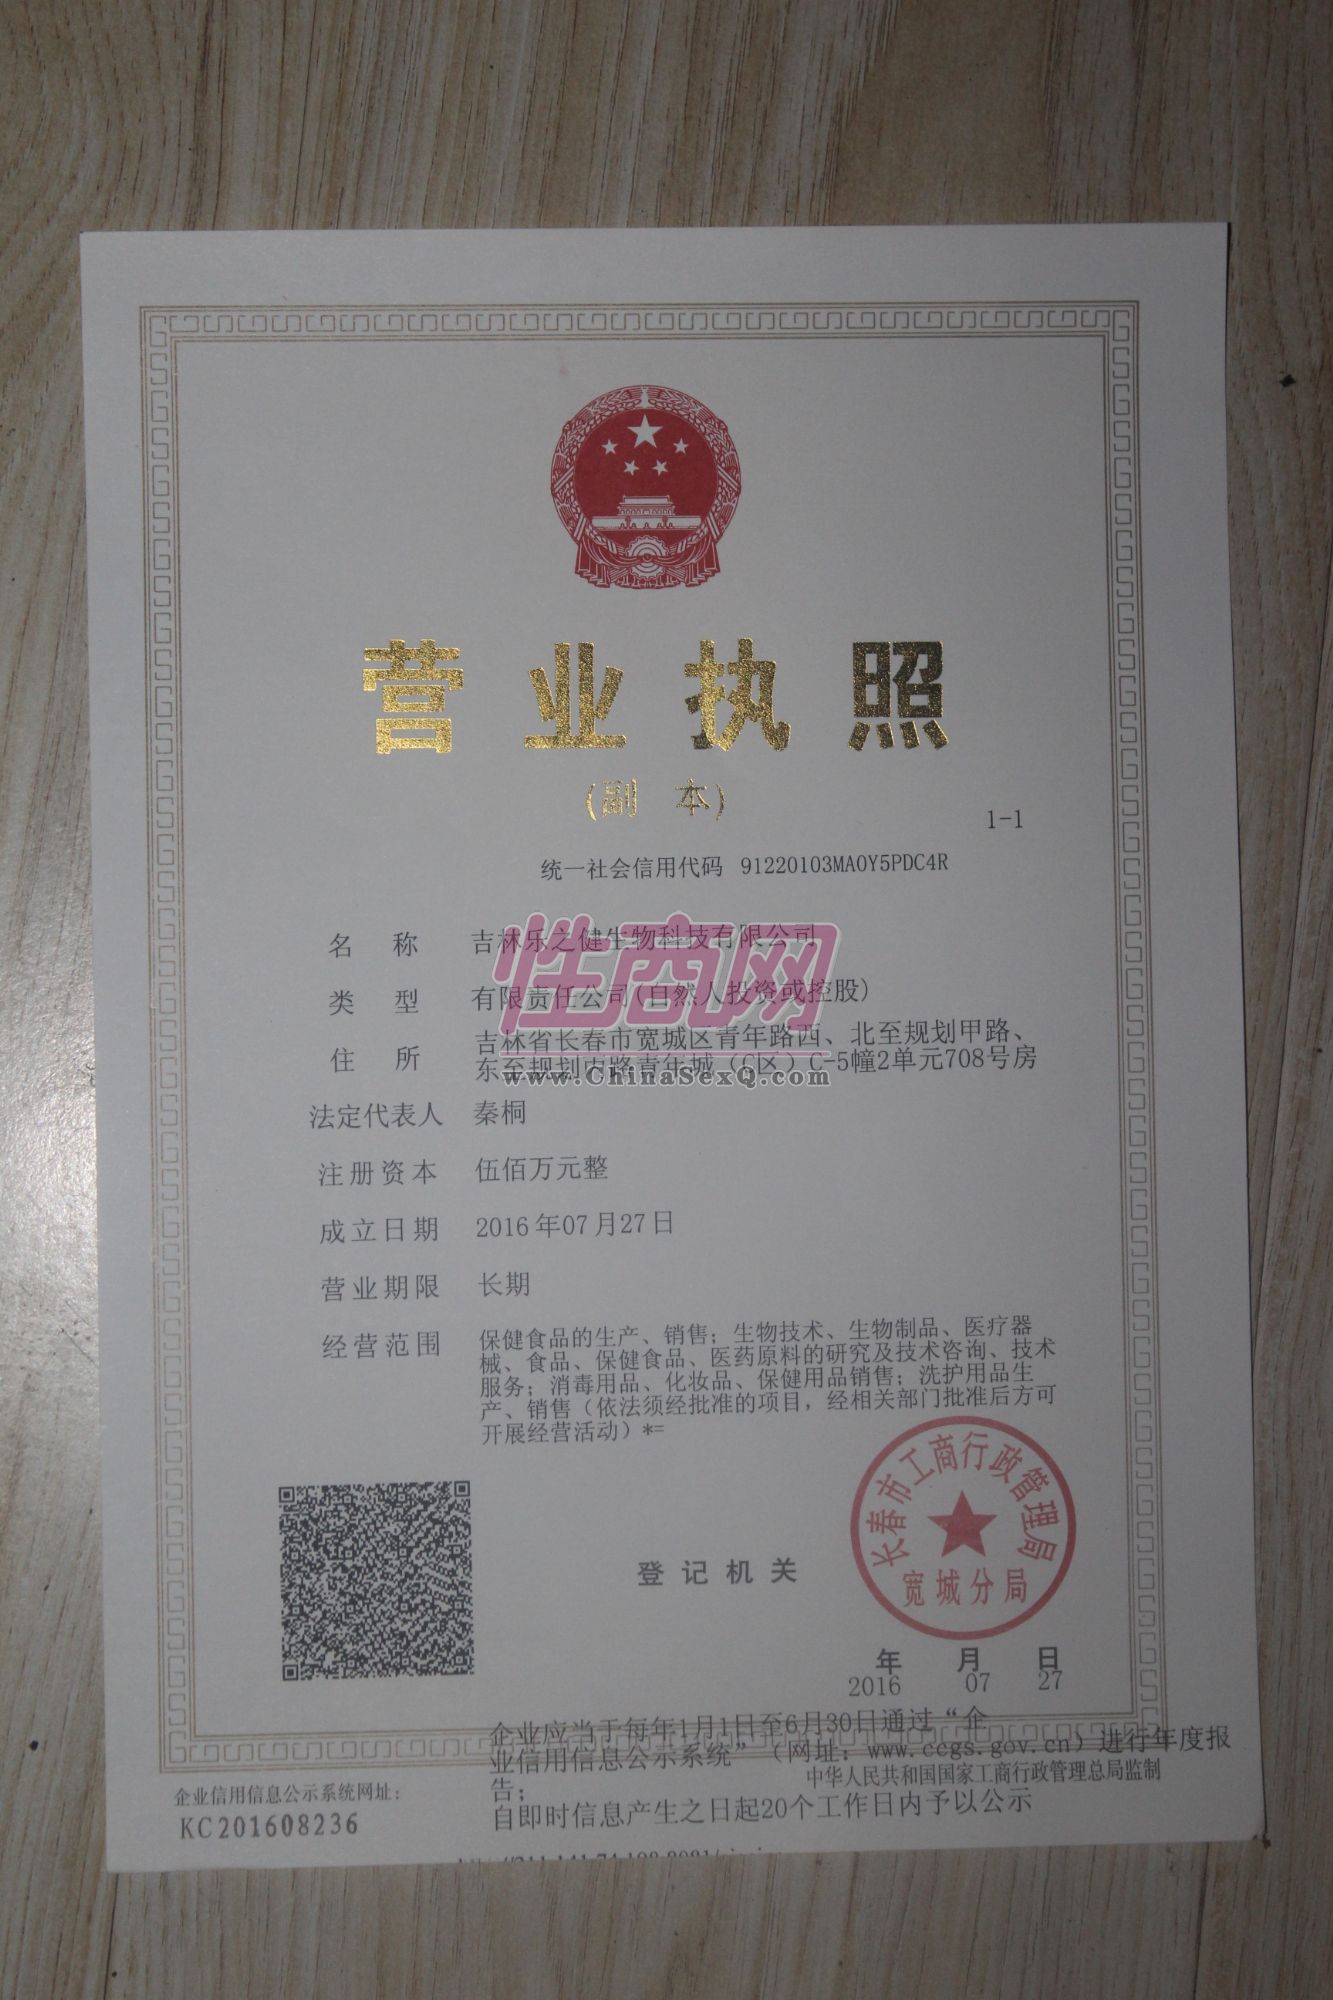 营业执照
(副本)
1-1
统一社会信用代码 91220103MA0Y5PDC4R
名称 吉林乐之健生物科技有限公司
性商网
类型 有限责任公司(自然人投资或控股)
住所 吉林省长春市宽城区青年路西、北至规划甲路、
东至规划内路青年城（C区）C-5幢2单元708号房
www.ChinaSexQ.com
法定代表人 秦桐
注册资本 伍佰万元整
成立日期 2016年07月27日
营业期限 长期
经营范围 保健食品的生产、销售；生物技术、生物制品、医疗器
械、食品、保健食品、医药原料的研究及技术咨询、技术
服务；消毒用品、化妆品、保健用品销售；洗护用品生
产、销售（依法须经批准的项目，经相关部门批准后方可
开展经营活动）*=
长春市工商行政管理局
宽城分局
登记机关
年 月 日
2016 07 27
企业应当于每年1月1日至6月30日通过“企
业信用信息公示系统”（网址：www.ccgs.gov.cn）进行年度报
告；
中华人民共和国国家工商行政管理总局监制
企业信用信息公示系统网址：
自即时信息产生之日起20个工作日内予以公示
KC201608236